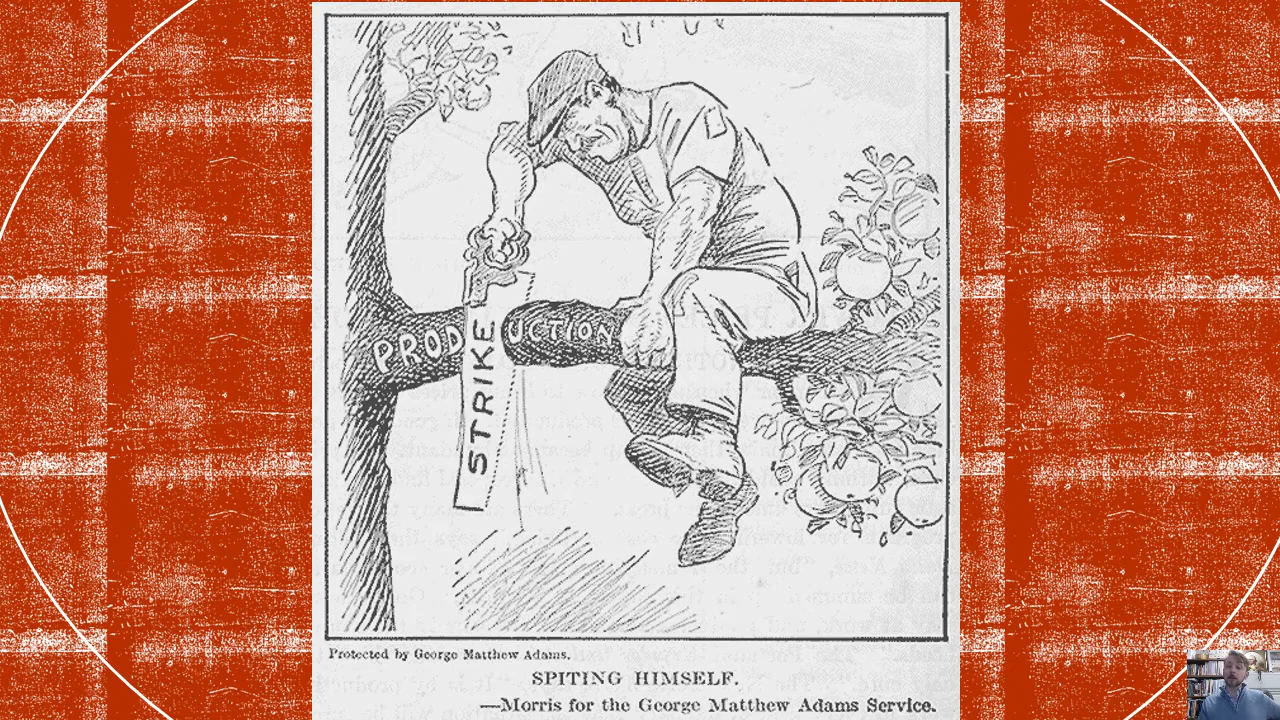 PRODUCTION
STRIKE
Protected by George Matthew Adams.
SPITING HIMSELF.
—Morris for the George Matthew Adams Service.